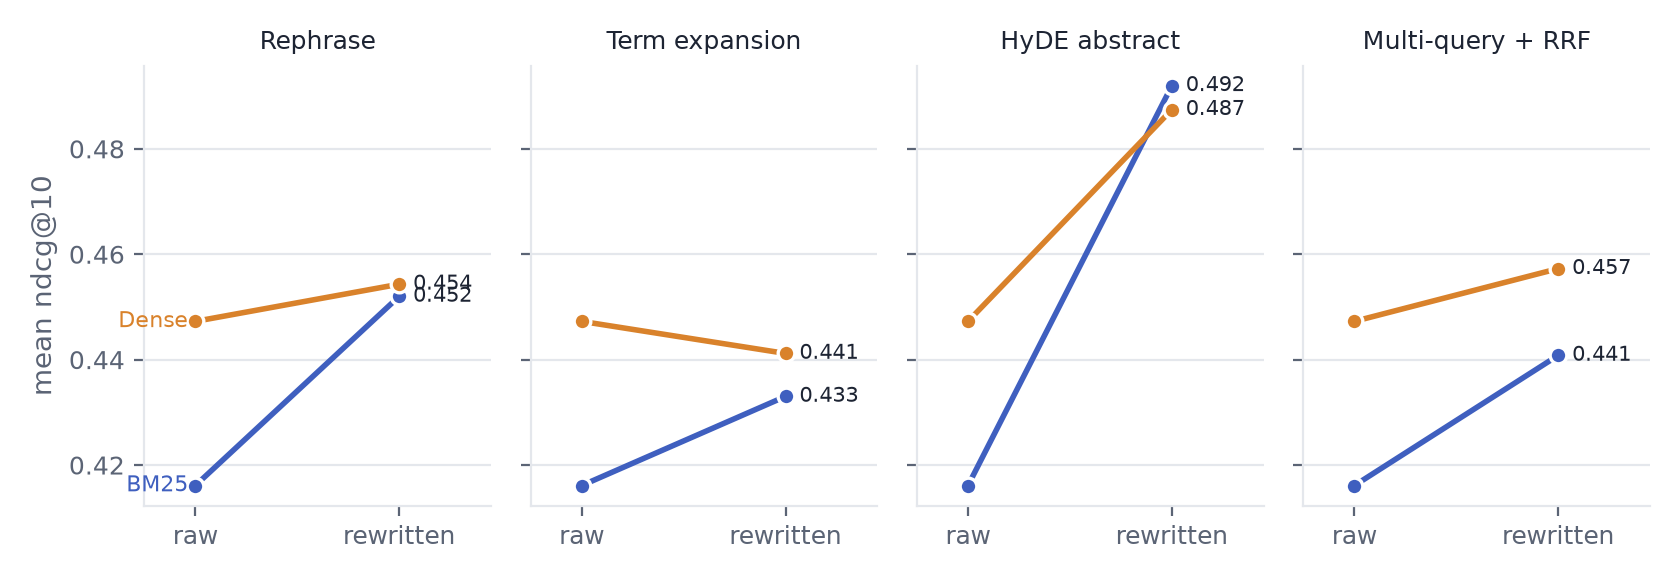 Rephrase
Term expansion
HyDE abstract
Multi-query + RRF
mean ndcg@10
0.48
0.46
0.44
0.42
Dense
BM25
0.454
0.452
0.441
0.433
0.492
0.487
0.457
0.441
raw
rewritten
raw
rewritten
raw
rewritten
raw
rewritten